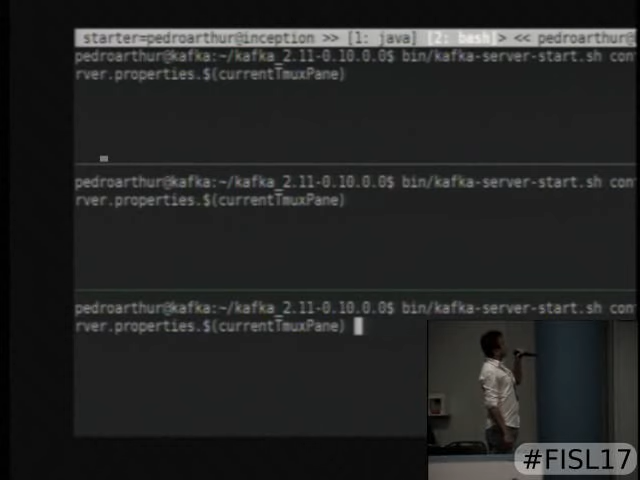 starter=pedroarthur@inception >> [1: java] [2: bash]> << pedroarthur@
pedroarthur@kafka:~/kafka_2.11-0.10.0.0$ bin/kafka-server-start.sh con
rver.properties.$(currentTmuxPane)
pedroarthur@kafka:~/kafka_2.11-0.10.0.0$ bin/kafka-server-start.sh con
rver.properties.$(currentTmuxPane)
pedroarthur@kafka:~/kafka_2.11-0.10.0.0$ bin/kafka-server-start.sh con
rver.properties.$(currentTmuxPane)
#FISL17